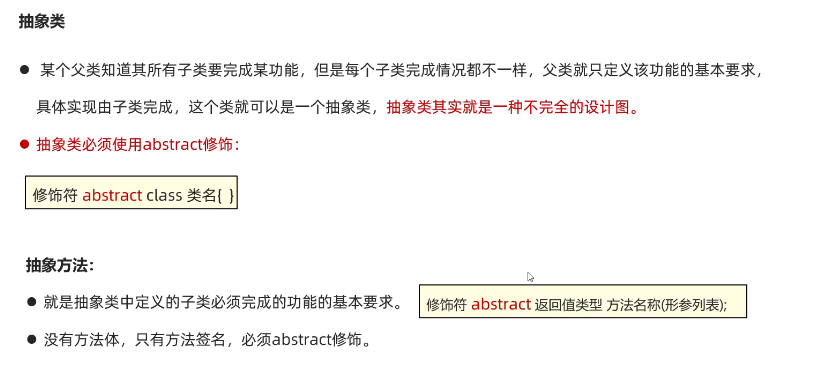 抽象类
● 某个父类知道其所有子类要完成某功能，但是每个子类完成情况都不一样，父类就只定义该功能的基本要求，
具体实现由子类完成，这个类就可以是一个抽象类，抽象类其实就是一种不完全的设计图。
● 抽象类必须使用abstract修饰：
修饰符 abstract class 类名{ }
抽象方法：
● 就是抽象类中定义的子类必须完成的功能的基本要求。
修饰符 abstract 返回值类型 方法名称(形参列表);
● 没有方法体，只有方法签名，必须abstract修饰。